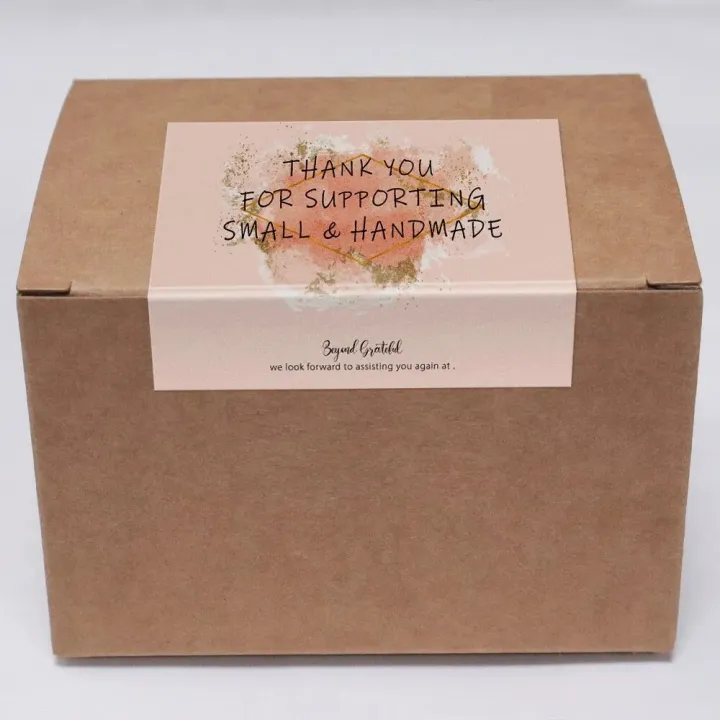 THANK YOU
FOR SUPPORTING
SMALL & HANDMADE
Beyond Grateful
we look forward to assisting you again at .